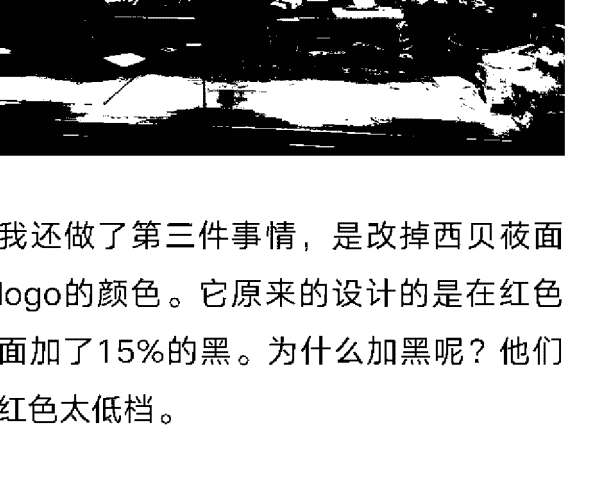 我还做了第三件事情，是改掉西贝莜面
logo的颜色。它原来的设计的是在红色
面加了15%的黑。为什么加黑呢？他们
红色太低档。